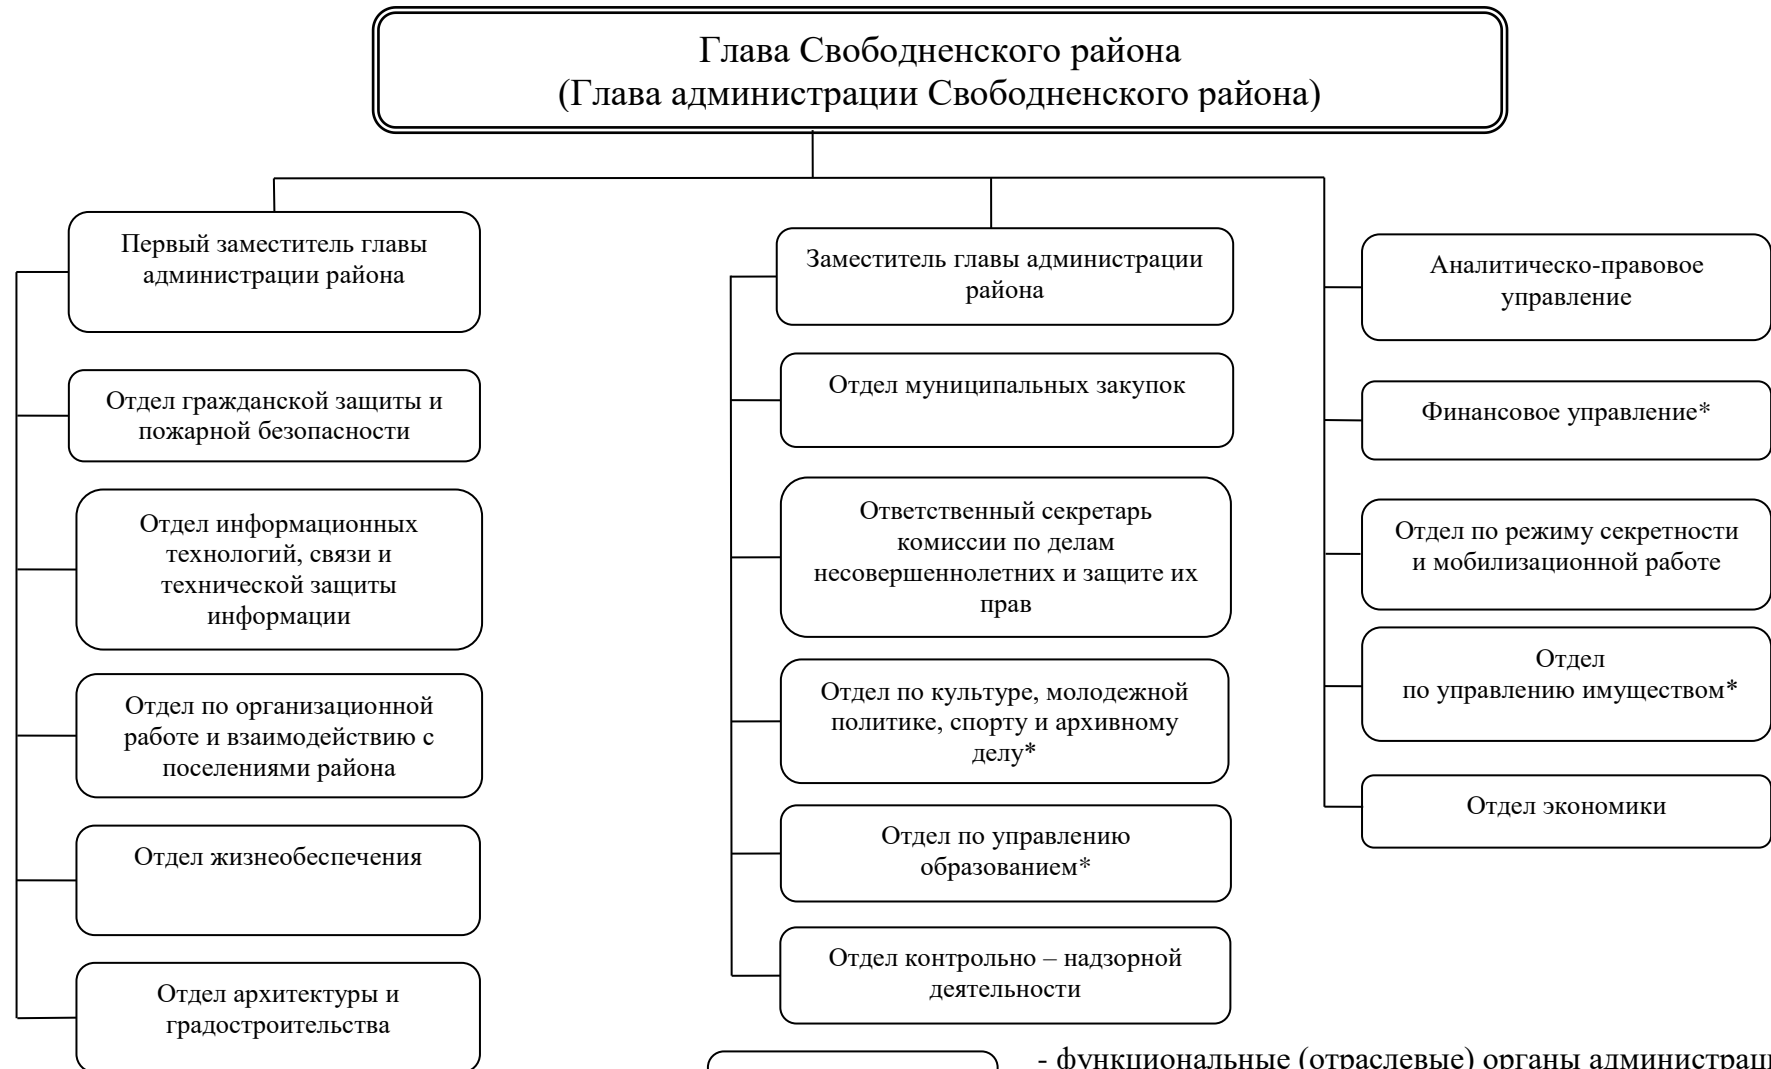 Глава Свободненского района
(Глава администрации Свободненского района)
Первый заместитель главы
администрации района
Отдел гражданской защиты и
пожарной безопасности
Отдел информационных
технологий, связи и
технической защиты
информации
Отдел по организационной
работе и взаимодействию с
поселениями района
Отдел жизнеобеспечения
Отдел архитектуры и
градостроительства
Заместитель главы администрации
района
Отдел муниципальных закупок
Ответственный секретарь
комиссии по делам
несовершеннолетних и защите их
прав
Отдел по культуре, молодежной
политике, спорту и архивному
делу*
Отдел по управлению
образованием*
Отдел контрольно – надзорной
деятельности
Аналитическо-правовое
управление
Финансовое управление*
Отдел по режиму секретности
и мобилизационной работе
Отдел
по управлению имуществом*
Отдел экономики
- функциональные (отраслевые) органы